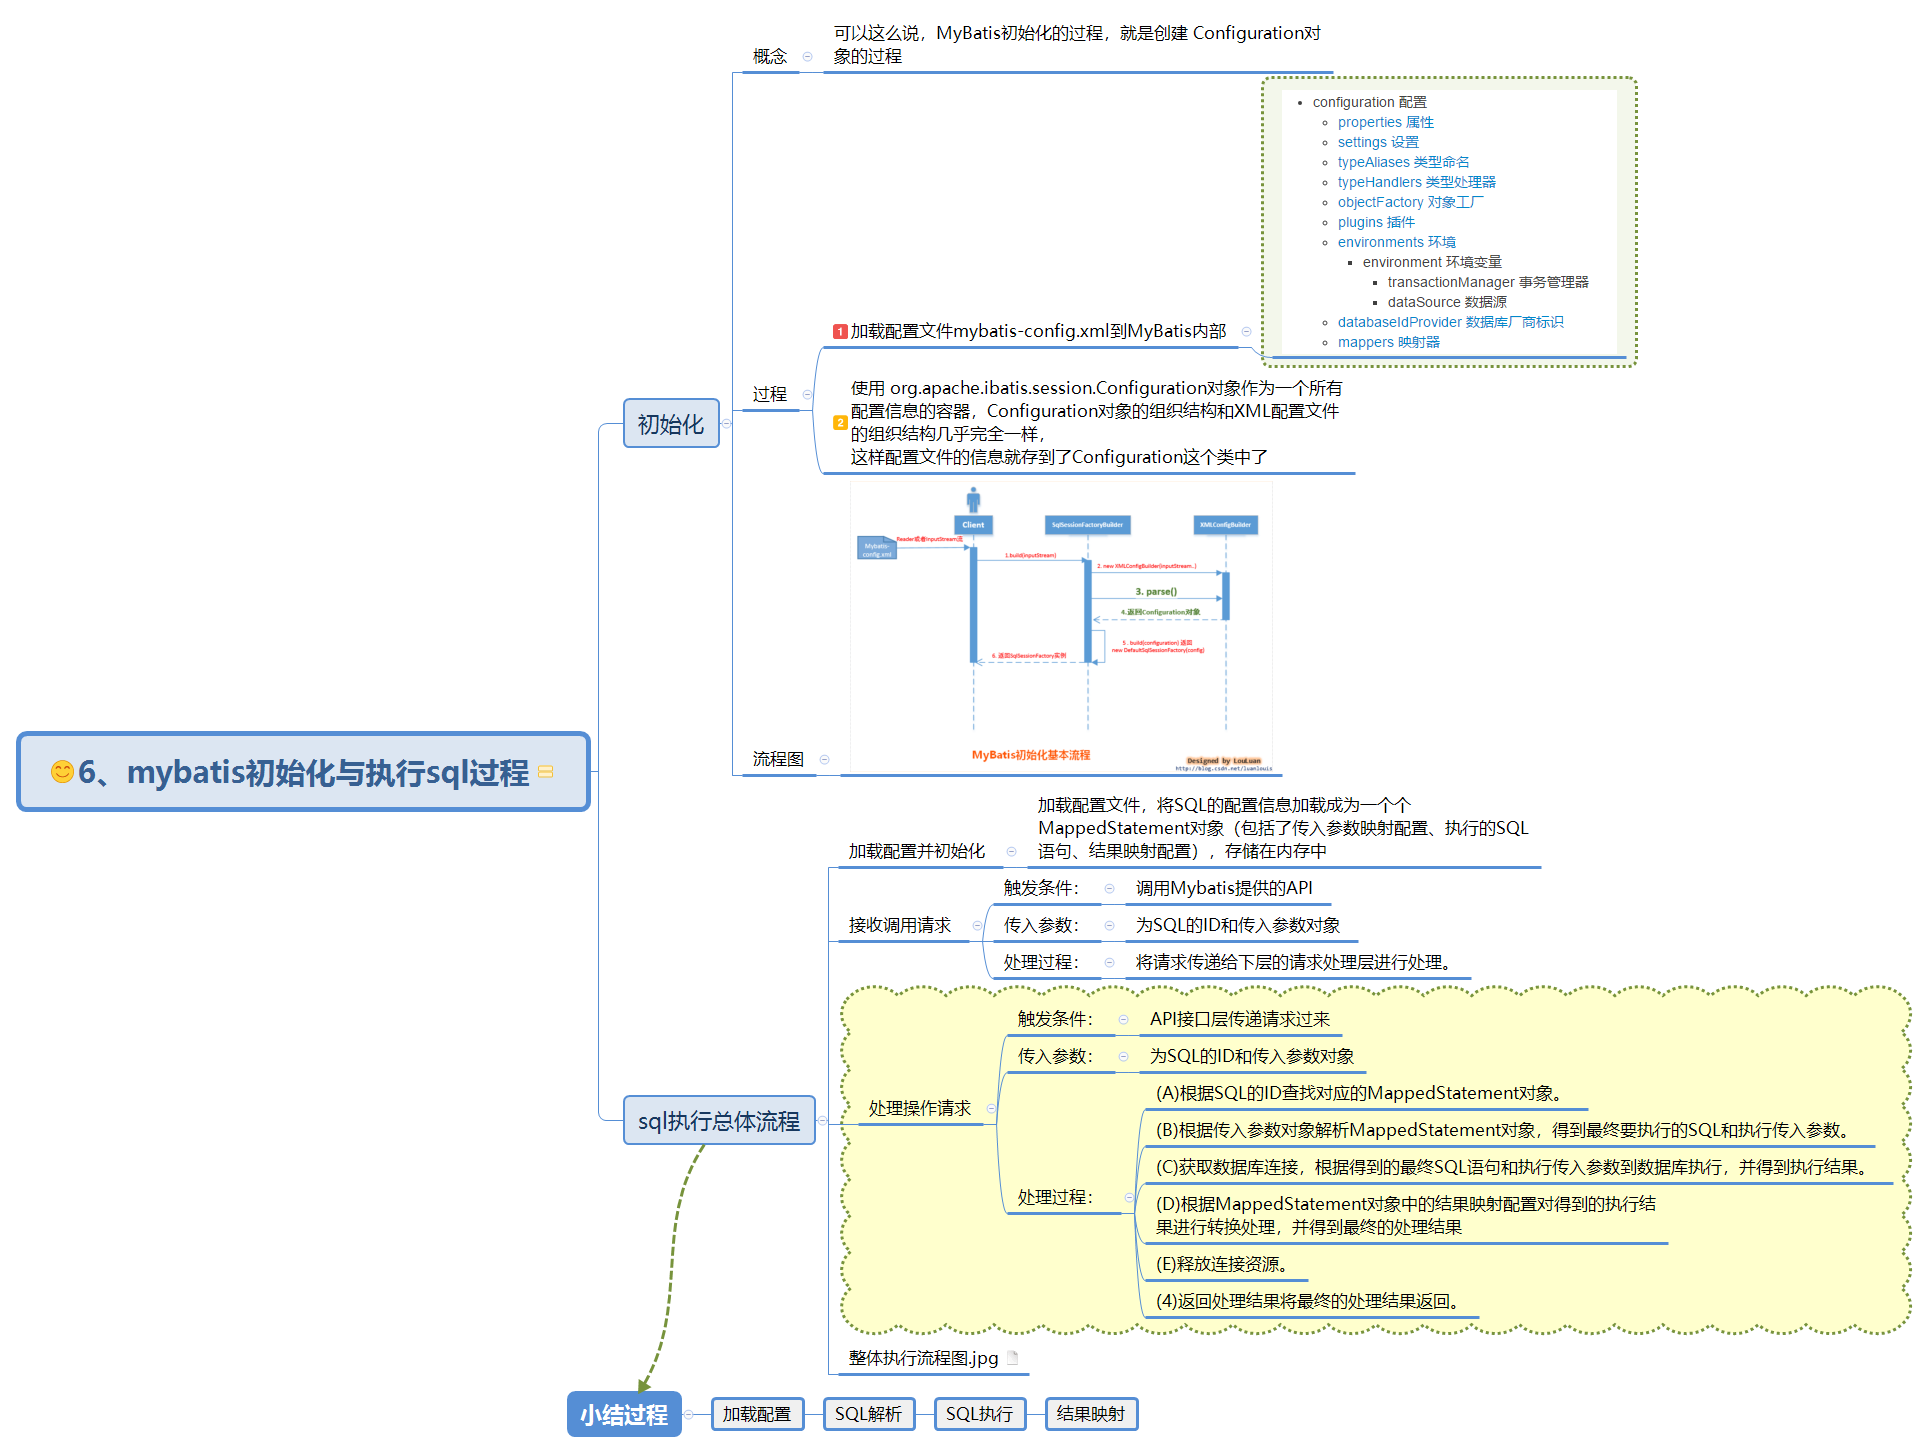 可以这么说，MyBatis初始化的过程，就是创建 Configuration对
象的过程
概念
configuration 配置
properties 属性
settings 设置
typeAliases 类型命名
typeHandlers 类型处理器
objectFactory 对象工厂
plugins 插件
environments 环境
environment 环境变量
transactionManager 事务管理器
dataSource 数据源
databaseIdProvider 数据库厂商标识
mappers 映射器
1 加载配置文件mybatis-config.xml到MyBatis内部
过程
使用 org.apache.ibatis.session.Configuration对象作为一个所有
配置信息的容器，Configuration对象的组织结构和XML配置文件
2
的组织结构几乎完全一样，
这样配置文件的信息就存到了Configuration这个类中了
初始化
Client
SqlSessionFactoryBuilder
XMLConfigBuilder
Mybatis-
config.xml
Reader或者InputStream流
1.build(inputStream)
2. new XMLConfigBuilder(inputStream..)
3. parse()
4.返回Configuration对象
5 . build(configuration) 返回
new DefaultSqlSessionFactory(config)
6. 返回SqlSessionFactory实例
MyBatis初始化基本流程
Designed by LouLuan
http://blog.csdn.net/luanlouis
流程图
6、mybatis初始化与执行sql过程
加载配置文件，将SQL的配置信息加载成为一个个
MappedStatement对象（包括了传入参数映射配置、执行的SQL
语句、结果映射配置），存储在内存中
加载配置并初始化
触发条件： 调用Mybatis提供的API
接收调用请求
传入参数： 为SQL的ID和传入参数对象
处理过程： 将请求传递给下层的请求处理层进行处理。
触发条件： API接口层传递请求过来
传入参数： 为SQL的ID和传入参数对象
处理操作请求
(A)根据SQL的ID查找对应的MappedStatement对象。
(B)根据传入参数对象解析MappedStatement对象，得到最终要执行的SQL和执行传入参数。
(C)获取数据库连接，根据得到的最终SQL语句和执行传入参数到数据库执行，并得到执行结果。
处理过程：
(D)根据MappedStatement对象中的结果映射配置对得到的执行结
果进行转换处理，并得到最终的处理结果
(E)释放连接资源。
(4)返回处理结果将最终的处理结果返回。
sql执行总体流程
整体执行流程图.jpg
小结过程
加载配置
SQL解析
SQL执行
结果映射